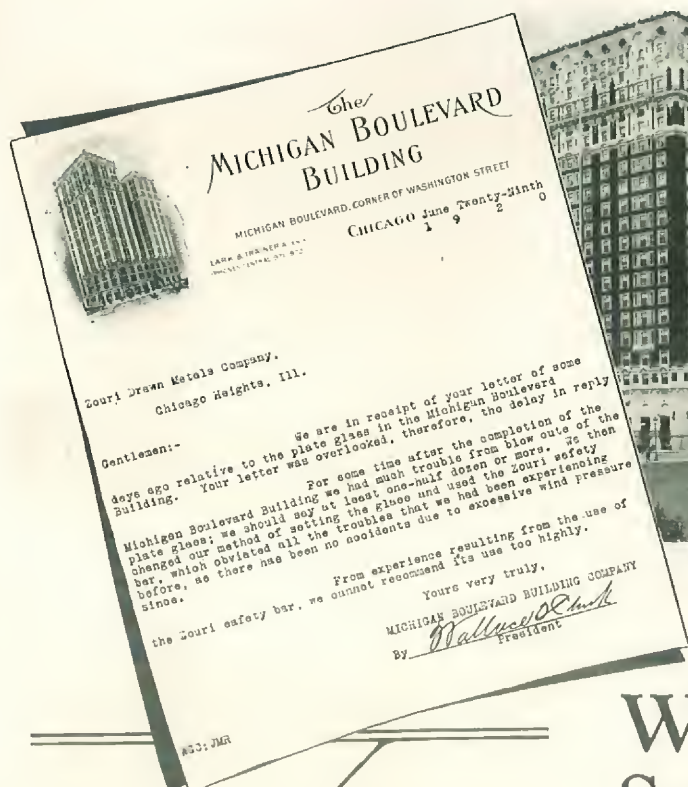 The
MICHIGAN BOULEVARD
BUILDING
MICHIGAN BOULEVARD, CORNER OF WASHINGTON STREET
CHICAGO June Twenty-Ninth
1 9 2 0
Zouri Drawn Metals Company,
Chicago Heights, Ill.
Gentlemen:-
We are in receipt of your letter of some
days ago relative to the plate glass in the Michigan Boulevard
Building. Your letter was overlooked, therefore, the delay in reply
For some time after the completion of the
Michigan Boulevard Building we had much trouble from blow outs of the
plate glass; we should say at least one-half dozen or more. We then
changed our method of setting the glass and used the Zouri safety
bar, which obviated all the troubles that we had been experiencing
before, as there has been no accidents due to excessive wind pressure
since.
From experience resulting from the use of
the Zouri safety bar, we cannot recommend its use too highly.
Yours very truly,
MICHIGAN BOULEVARD BUILDING COMPANY
By Wallace Clark
President
JMR
W
S